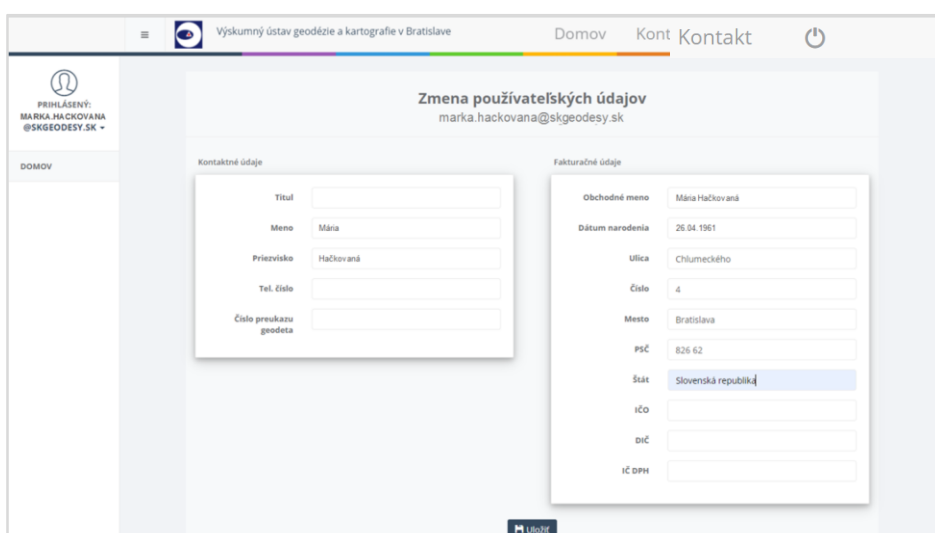 ≡ Výskumný ústav geodézie a kartografie v Bratislave Domov Kont Kontakt
PRIHLÁSENÝ:
MARKA.HACKOVANA
@SKGEODESY.SK
DOMOV
Zmena používateľských údajov
marka.hackovana@skgeodesy.sk
Kontaktné údaje
Titul
Meno Mária
Priezvisko Hačkovaná
Tel. číslo
Číslo preukazu
geodeta
Fakturačné údaje
Obchodné meno Mária Hačkovaná
Dátum narodenia 26.04.1961
Ulica Chlumeckého
Číslo 4
Mesto Bratislava
PSČ 826 62
Štát Slovenská republika
IČO
DIČ
IČ DPH
Uložiť